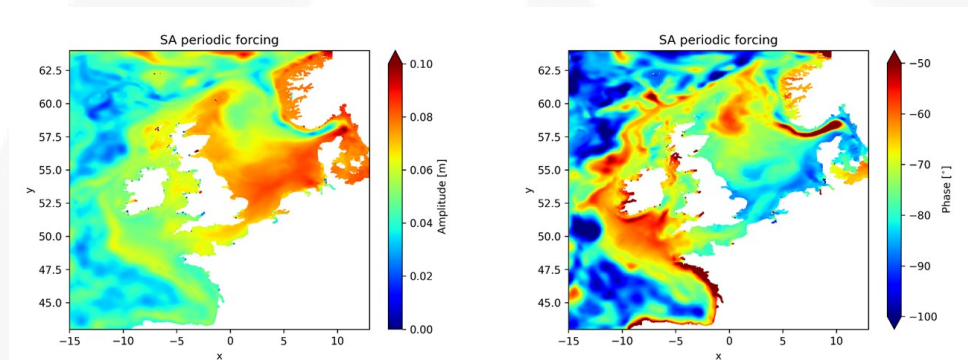 SA periodic forcing
62.5
60.0
57.5
55.0
52.5
50.0
47.5
45.0
y
−15 −10 −5 0 5 10
x
0.10
0.08
0.06
0.04
0.02
0.00
Amplitude [m]
SA periodic forcing
62.5
60.0
57.5
55.0
52.5
50.0
47.5
45.0
y
−15 −10 −5 0 5 10
x
−50
−60
−70
−80
−90
−100
Phase [°]